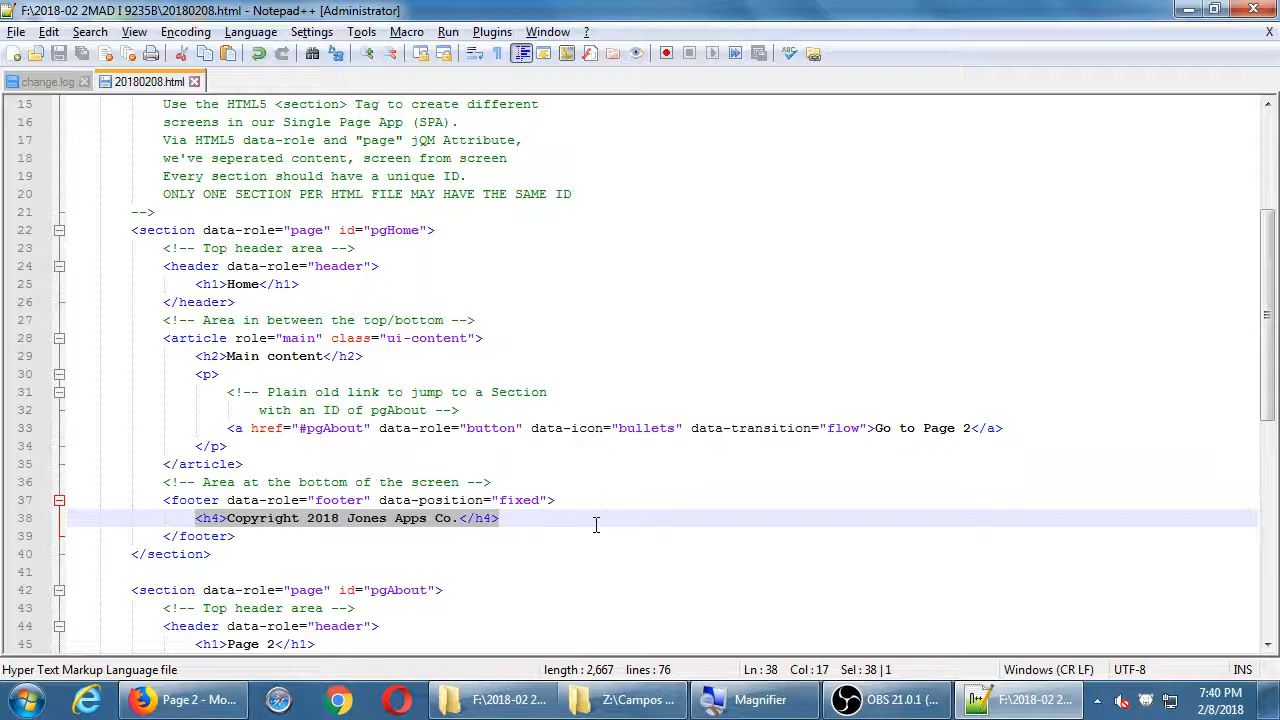 F:\2018-02 2MAD I 9235B\20180208.html - Notepad++ [Administrator]
File Edit Search View Encoding Language Settings Tools Macro Run Plugins Window ? X
change.log 20180208.html
15 Use the HTML5 <section> Tag to create different
16 screens in our Single Page App (SPA).
17 Via HTML5 data-role and "page" jQM Attribute,
18 we've seperated content, screen from screen
19 Every section should have a unique ID.
20 ONLY ONE SECTION PER HTML FILE MAY HAVE THE SAME ID
21 -->
22 <section data-role="page" id="pgHome">
23 <!-- Top header area -->
24 <header data-role="header">
25 <h1>Home</h1>
26 </header>
27 <!-- Area in between the top/bottom -->
28 <article role="main" class="ui-content">
29 <h2>Main content</h2>
30 <p>
31 <!-- Plain old link to jump to a Section
32 with an ID of pgAbout -->
33 <a href="#pgAbout" data-role="button" data-icon="bullets" data-transition="flow">Go to Page 2</a>
34 </p>
35 </article>
36 <!-- Area at the bottom of the screen -->
37 <footer data-role="footer" data-position="fixed">
38 <h4>Copyright 2018 Jones Apps Co.</h4>
39 </footer>
40 </section>
41
42 <section data-role="page" id="pgAbout">
43 <!-- Top header area -->
44 <header data-role="header">
45 <h1>Page 2</h1>
Hyper Text Markup Language file length : 2,667 lines : 76 Ln : 38 Col : 17 Sel : 38 | 1 Windows (CR LF) UTF-8 INS
Page 2 - Mo... F:\2018-02 2... Z:\Campos ... Magnifier OBS 21.0.1 (... F:\2018-02 2... 7:40 PM
2/8/2018